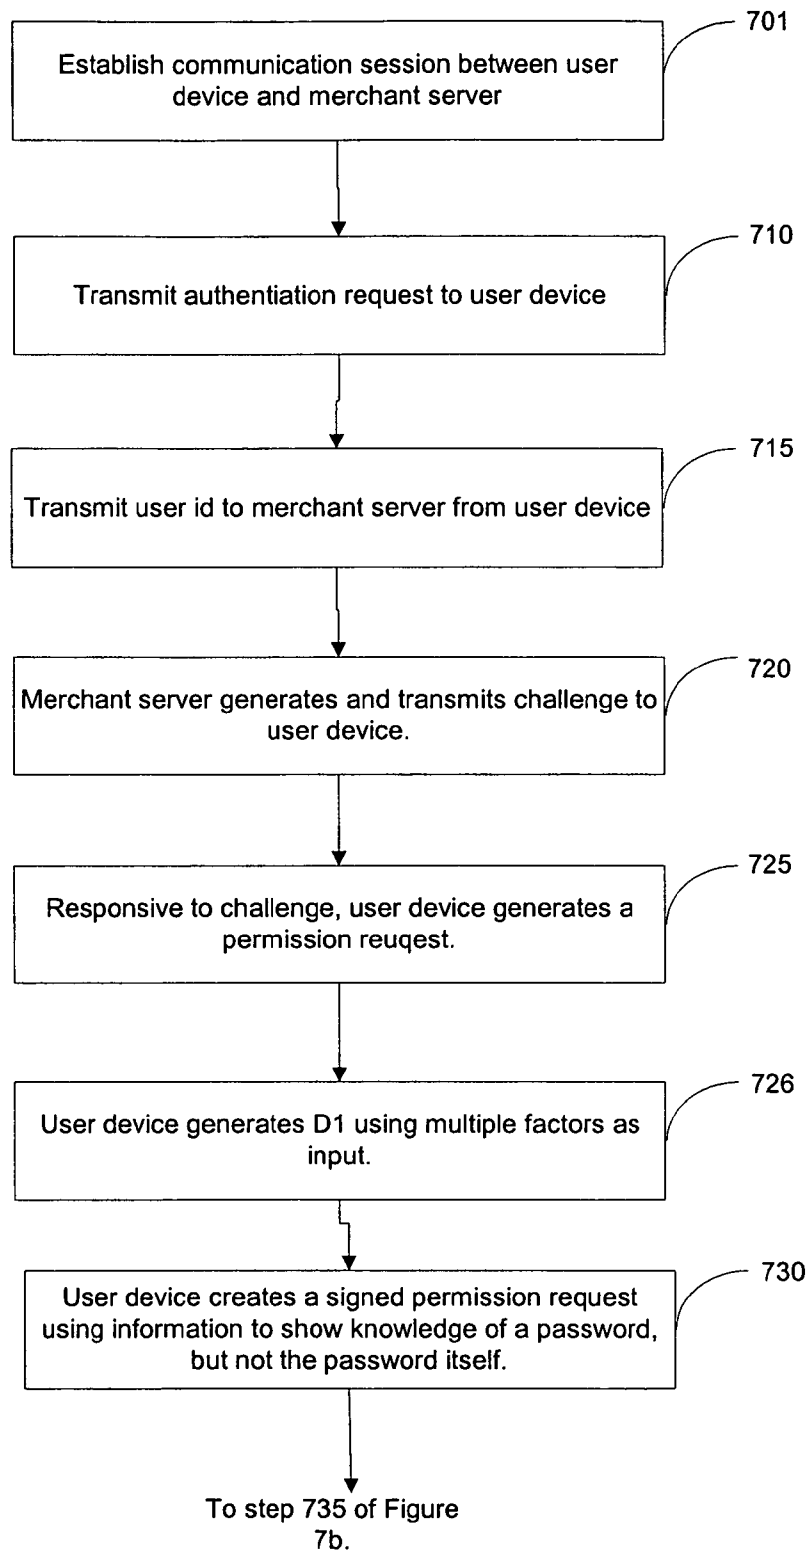 701
Establish communication session between user
device and merchant server
710
Transmit authentiation request to user device
715
Transmit user id to merchant server from user device
720
Merchant server generates and transmits challenge to
user device.
725
Responsive to challenge, user device generates a
permission reuqest.
726
User device generates D1 using multiple factors as
input.
730
User device creates a signed permission request
using information to show knowledge of a password,
but not the password itself.
To step 735 of Figure
7b.